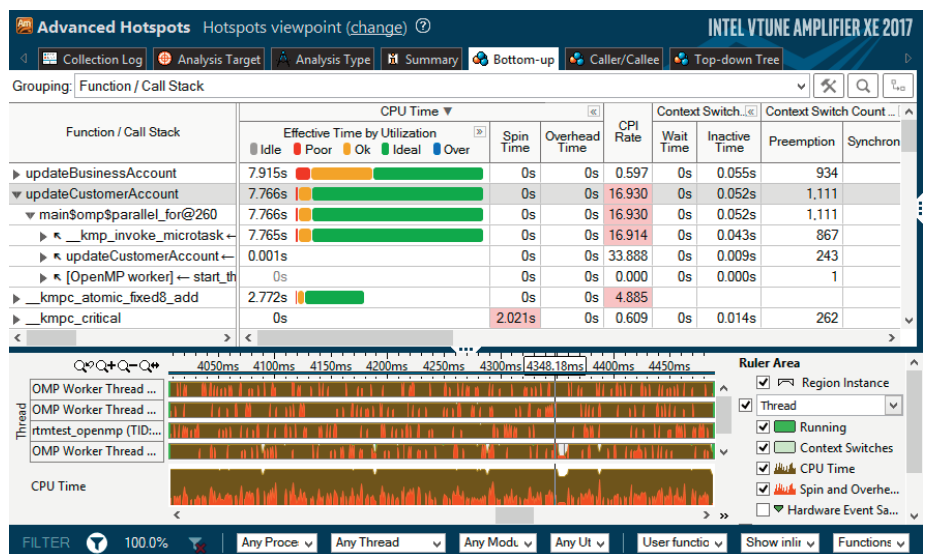 Am Advanced Hotspots Hotspots viewpoint (change) ? INTEL VTUNE AMPLIFIER XE 2017
Collection Log Analysis Target Analysis Type Summary Bottom-up Caller/Callee Top-down Tree
Grouping: Function / Call Stack
Function / Call Stack
CPU Time
Effective Time by Utilization
Idle Poor Ok Ideal Over
Spin Time
Overhead Time
CPI Rate
Context Switch..
Wait Time
Inactive Time
Context Switch Count ...
Preemption
Synchron
updateBusinessAccount 7.915s 0s 0s 0.597 0s 0.055s 934
updateCustomerAccount 7.766s 0s 0s 16.930 0s 0.052s 1,111
main$omp$parallel_for@260 7.766s 0s 0s 16.930 0s 0.052s 1,111
__kmp_invoke_microtask ← 7.765s 0s 0s 16.914 0s 0.043s 867
updateCustomerAccount ← 0.001s 0s 0s 33.888 0s 0.009s 243
[OpenMP worker] ← start_th 0s 0s 0s 0.000 0s 0.000s 1
__kmpc_atomic_fixed8_add 2.772s 0s 0s 4.885
__kmpc_critical 0s 2.021s 0s 0.609 0s 0.014s 262
4050ms 4100ms 4150ms 4200ms 4250ms 4300ms 4348.18ms 4400ms 4450ms
Thread
OMP Worker Thread ...
OMP Worker Thread ...
rtmtest_openmp (TID:...
OMP Worker Thread ...
CPU Time
Ruler Area
Region Instance
Thread
Running
Context Switches
CPU Time
Spin and Overhe...
Hardware Event Sa...
FILTER 100.0% Any Proce Any Thread Any Modu Any Ut User functio Show inlin Functions